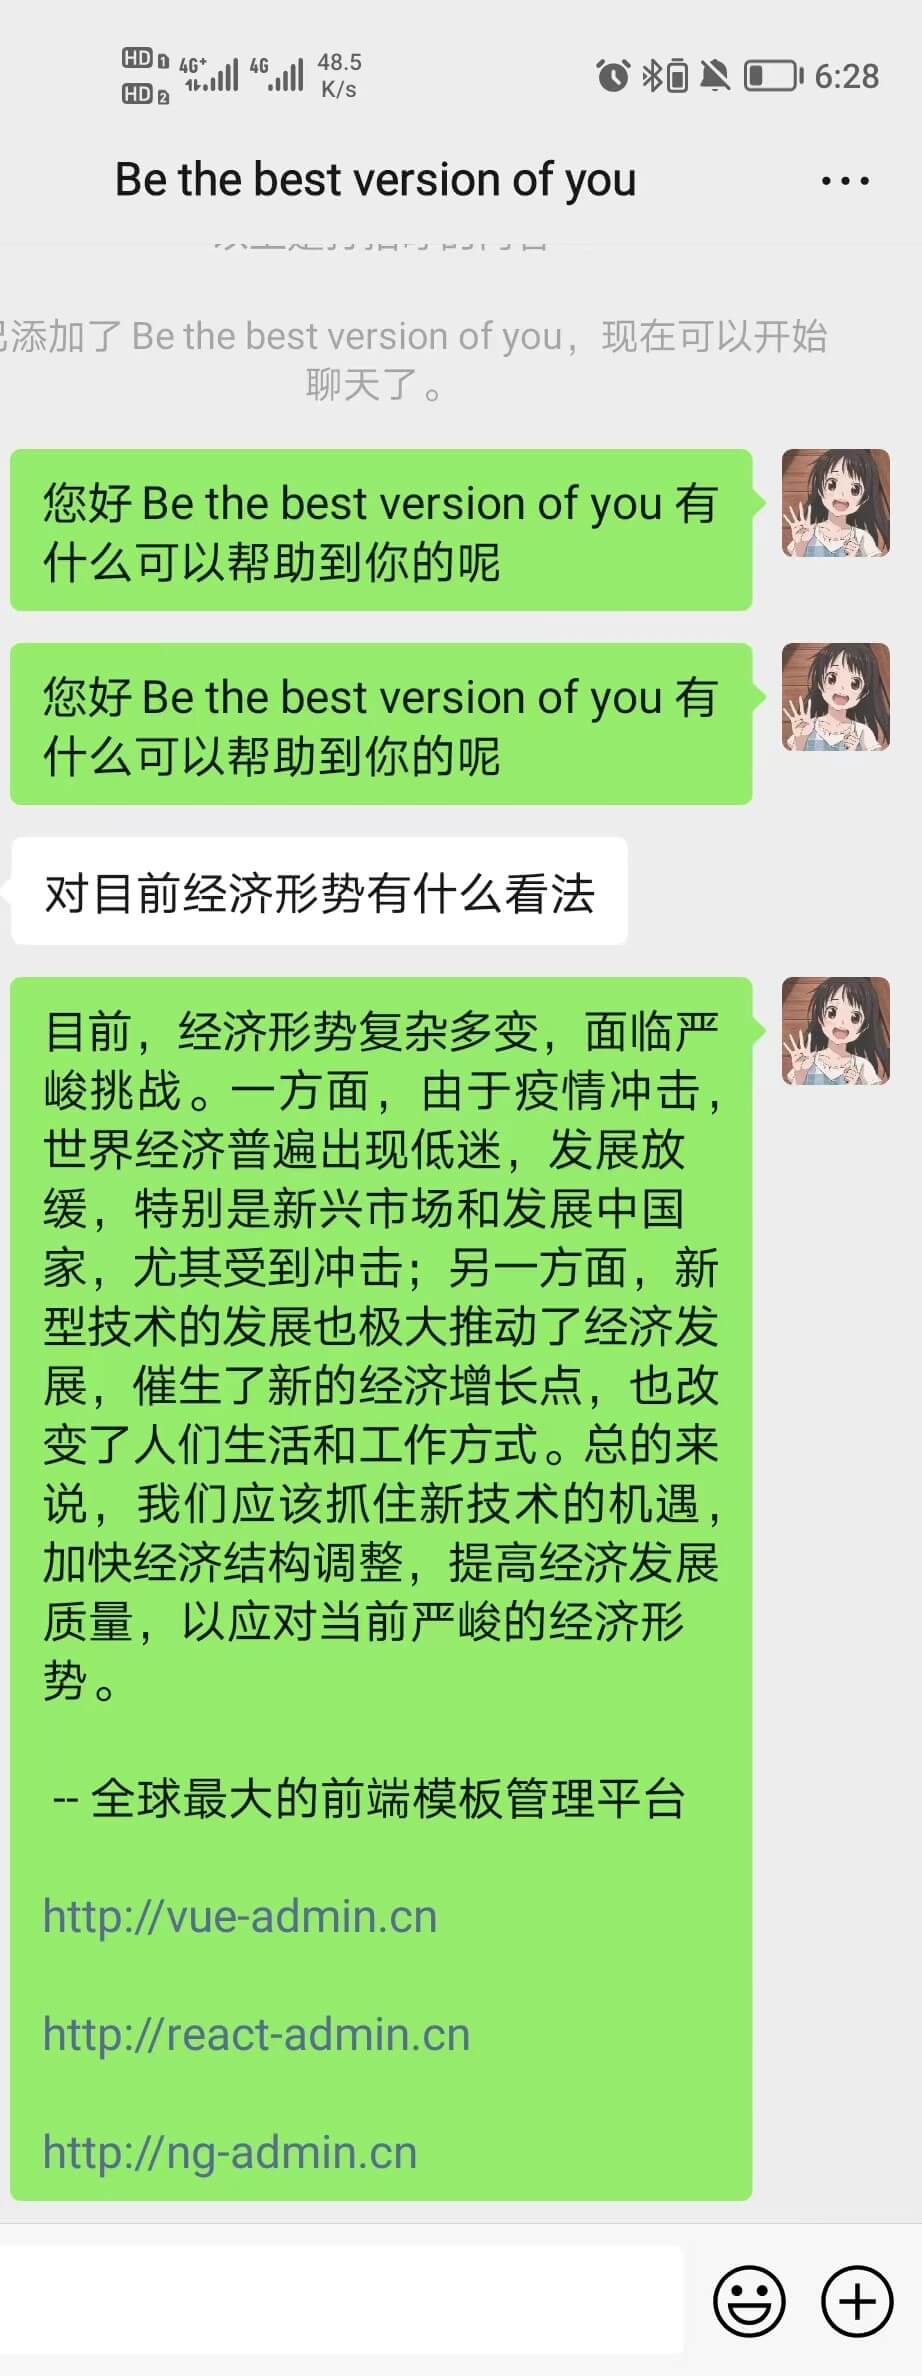 HD 1 4G+ 4G 48.5
HD 2 K/s
6:28
Be the best version of you
添加了 Be the best version of you，现在可以开始
聊天了。
您好 Be the best version of you 有
什么可以帮助到你的呢
您好 Be the best version of you 有
什么可以帮助到你的呢
对目前经济形势有什么看法
目前，经济形势复杂多变，面临严
峻挑战。一方面，由于疫情冲击，
世界经济普遍出现低迷，发展放
缓，特别是新兴市场和发展中国
家，尤其受到冲击；另一方面，新
型技术的发展也极大推动了经济发
展，催生了新的经济增长点，也改
变了人们生活和工作方式。总的来
说，我们应该抓住新技术的机遇，
加快经济结构调整，提高经济发展
质量，以应对当前严峻的经济形
势。
-- 全球最大的前端模板管理平台
http://vue-admin.cn
http://react-admin.cn
http://ng-admin.cn